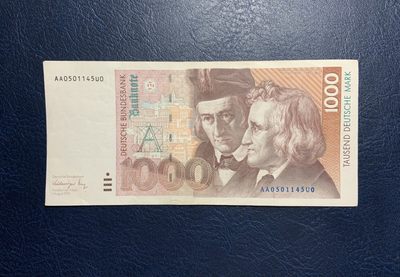 AA0501145U0
DEUTSCHE BUNDESBANK
Banknote
1000
1000
TAUSEND DEUTSCHE MARK
AA0501145U0